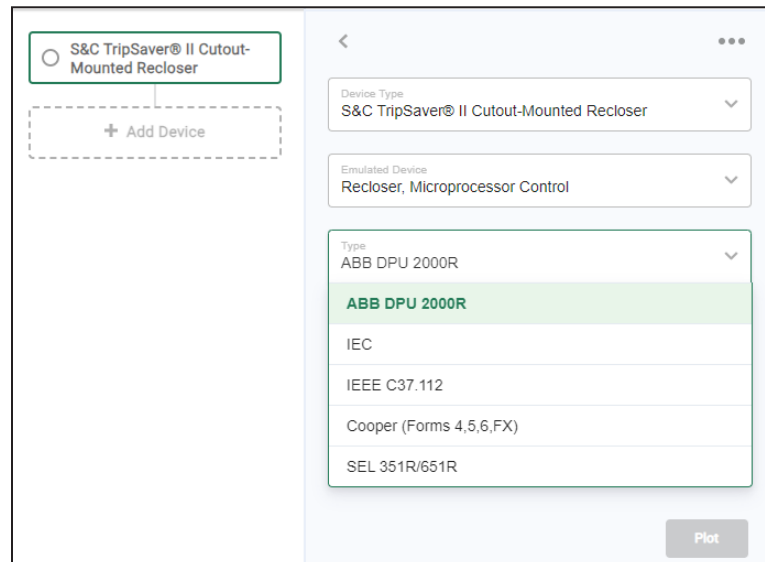 S&C TripSaver® II Cutout-
Mounted Recloser
+ Add Device
Device Type
S&C TripSaver® II Cutout-Mounted Recloser
Emulated Device
Recloser, Microprocessor Control
Type
ABB DPU 2000R
ABB DPU 2000R
IEC
IEEE C37.112
Cooper (Forms 4,5,6,FX)
SEL 351R/651R
Plot